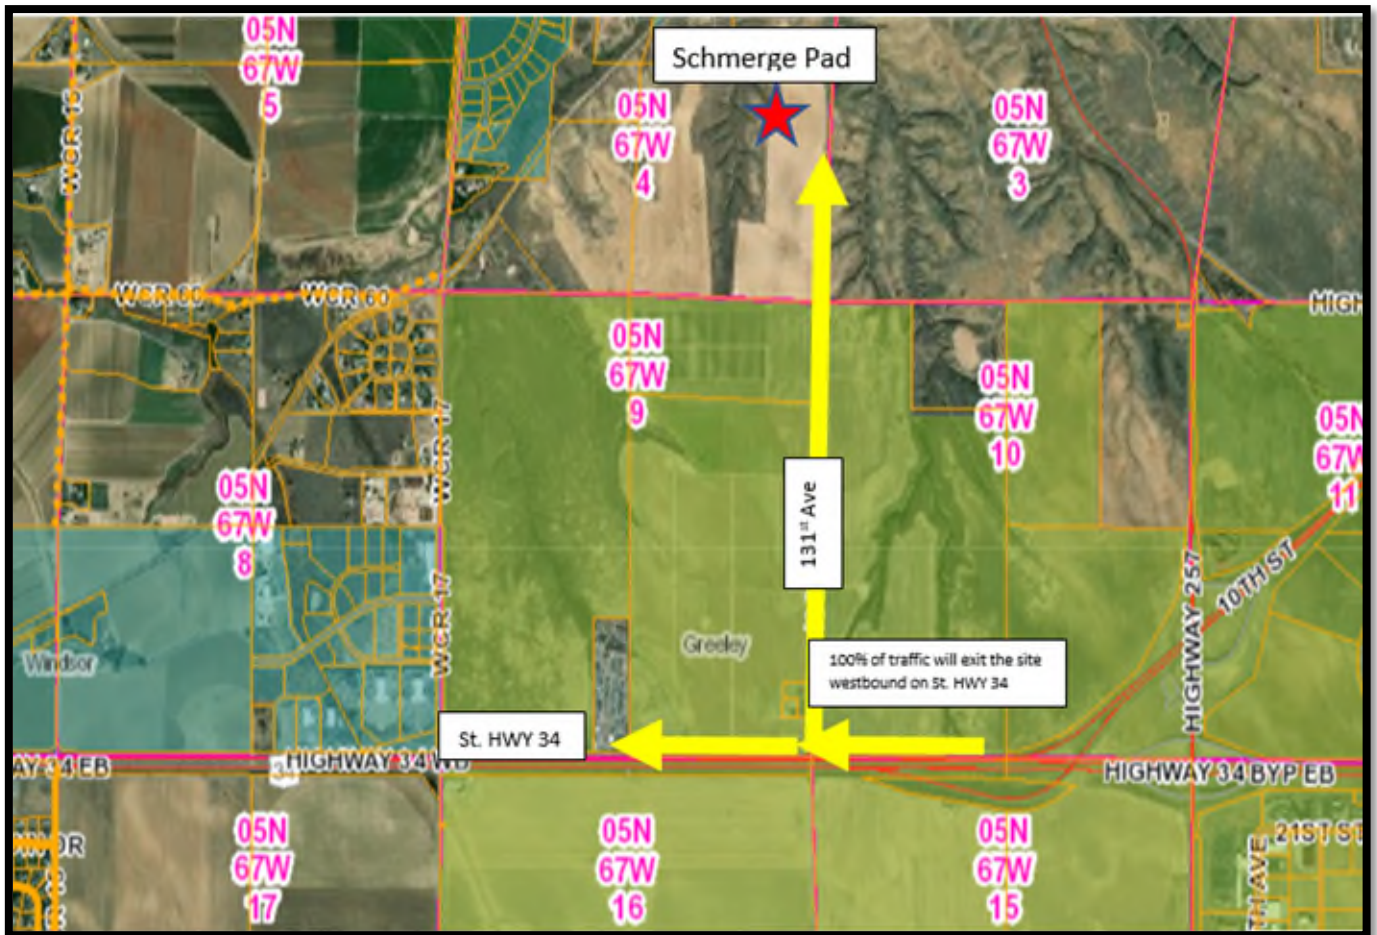 05N
67W
5
Schmerge Pad
05N
67W
4
05N
67W
3
WCR 15
WCR 60
WCR 60
HIGH
05N
67W
9
05N
67W
10
05N
67W
11
WCR 17
05N
67W
8
131st Ave
HIGHWAY 257
10TH ST
WCR 17
Windsor
Greeley
100% of traffic will exit the site
westbound on St. HWY 34
St. HWY 34
AY 34 EB
HIGHWAY 34 WB
HIGHWAY 34 BYP EB
05N
67W
17
05N
67W
16
05N
67W
15
21ST ST
TH AVE